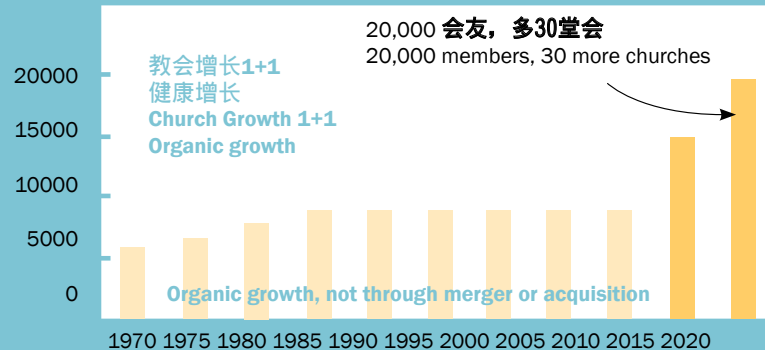 20,000 会友，多30堂会
20,000 members, 30 more churches
教会增长1+1
健康增长
Church Growth 1+1
Organic growth
20000
15000
10000
5000
0
Organic growth, not through merger or acquisition
1970 1975 1980 1985 1990 1995 2000 2005 2010 2015 2020